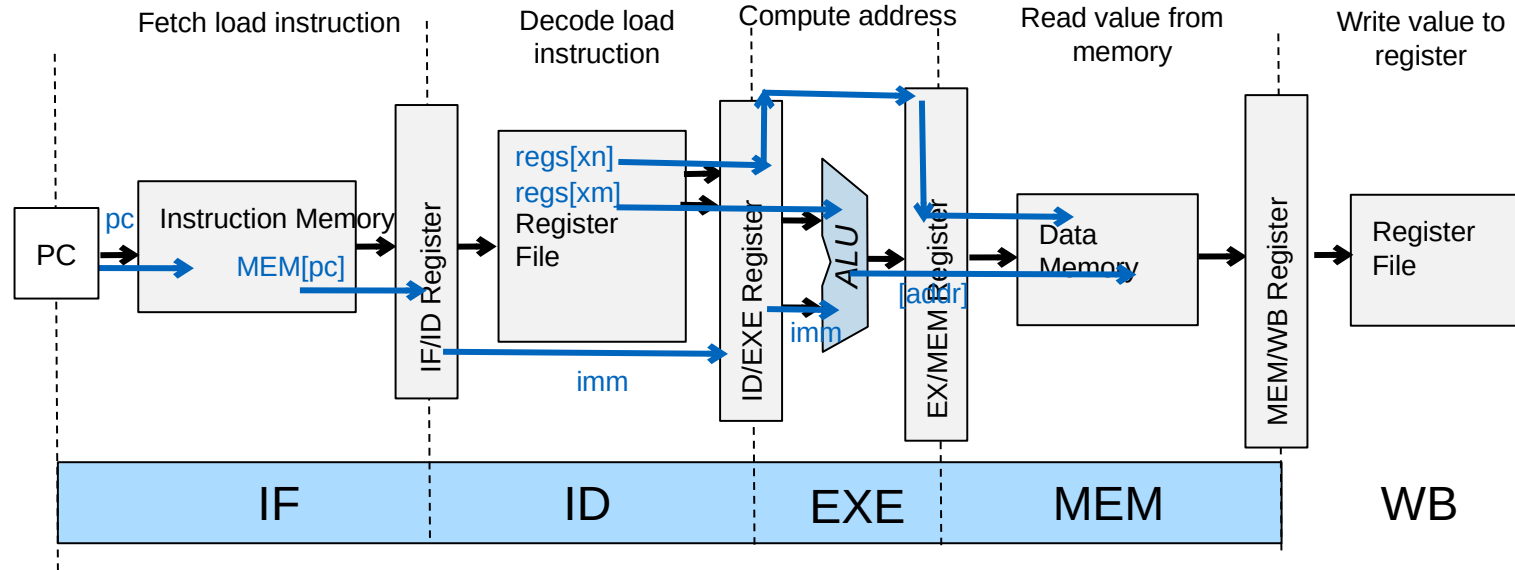 Fetch load instruction
Decode load
instruction
Compute address
Read value from
memory
Write value to
register
PC
pc
Instruction Memory
MEM[pc]
IF/ID Register
regs[xn]
regs[xm]
Register
File
imm
ID/EXE Register
ALU
imm
EX/MEM Register
[addr]
Data
Memory
MEM/WB Register
Register
File
IF
ID
EXE
MEM
WB